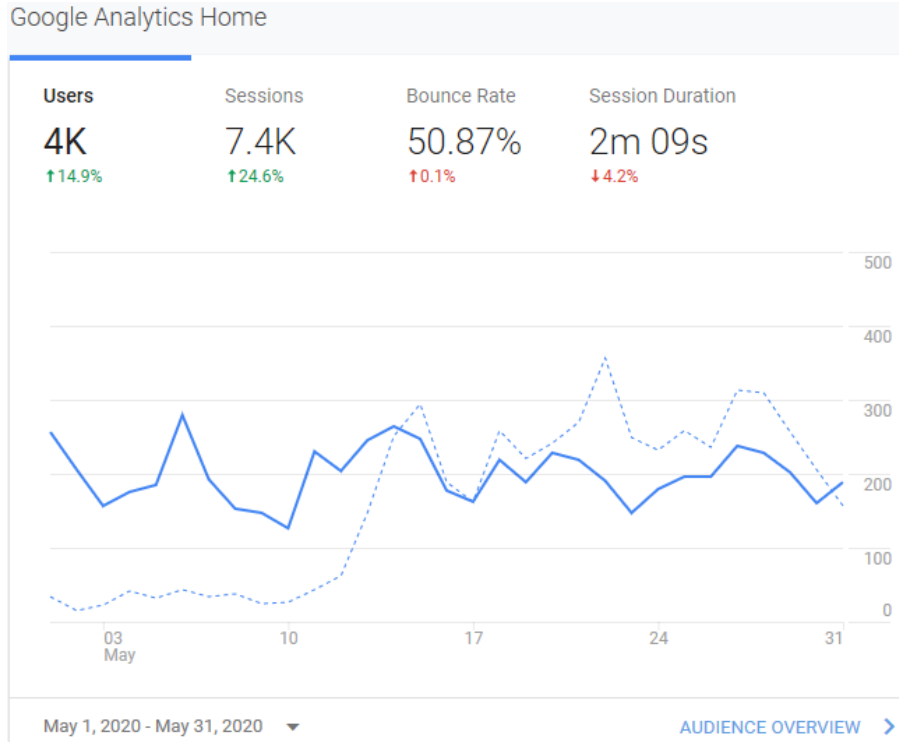 Google Analytics Home
Users Sessions Bounce Rate Session Duration
4K 7.4K 50.87% 2m 09s
↑14.9% ↑24.6% ↑0.1% ↓4.2%
500
400
300
200
100
0
03 10 17 24 31
May
May 1, 2020 - May 31, 2020 AUDIENCE OVERVIEW